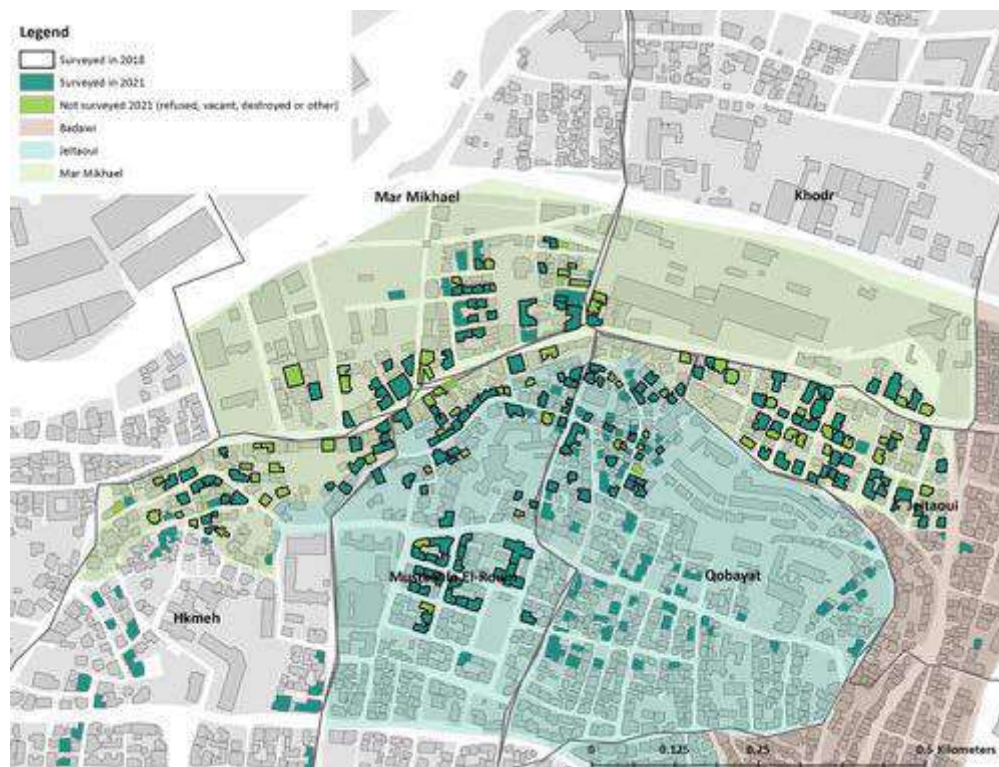 Legend
Surveyed in 2018
Surveyed in 2021
Not surveyed 2021 (refused, vacant, destroyed or other)
Badawi
Jeitaoui
Mar Mikhael
Mar Mikhael
Khodr
Jeitaoui
Qobayat
Hkmeh
0
0.125
0.25
0.5 Kilometers